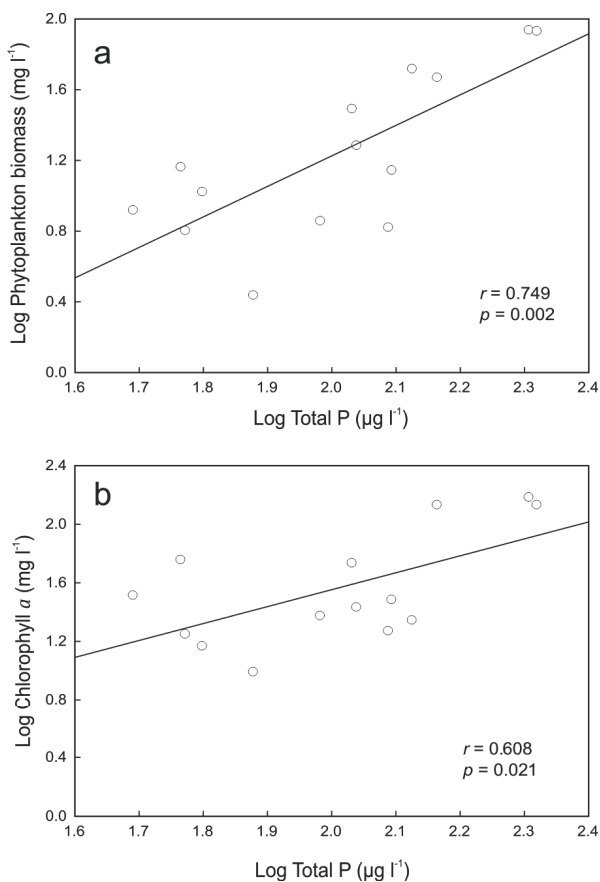 a
Log Phytoplankton biomass (mg l⁻¹)
2.0
1.6
1.2
0.8
0.4
0.0
r = 0.749
p = 0.002
1.6 1.7 1.8 1.9 2.0 2.1 2.2 2.3 2.4
Log Total P (µg l⁻¹)
b
Log Chlorophyll a (mg l⁻¹)
2.4
2.0
1.6
1.2
0.8
0.4
0.0
r = 0.608
p = 0.021
1.6 1.7 1.8 1.9 2.0 2.1 2.2 2.3 2.4
Log Total P (µg l⁻¹)